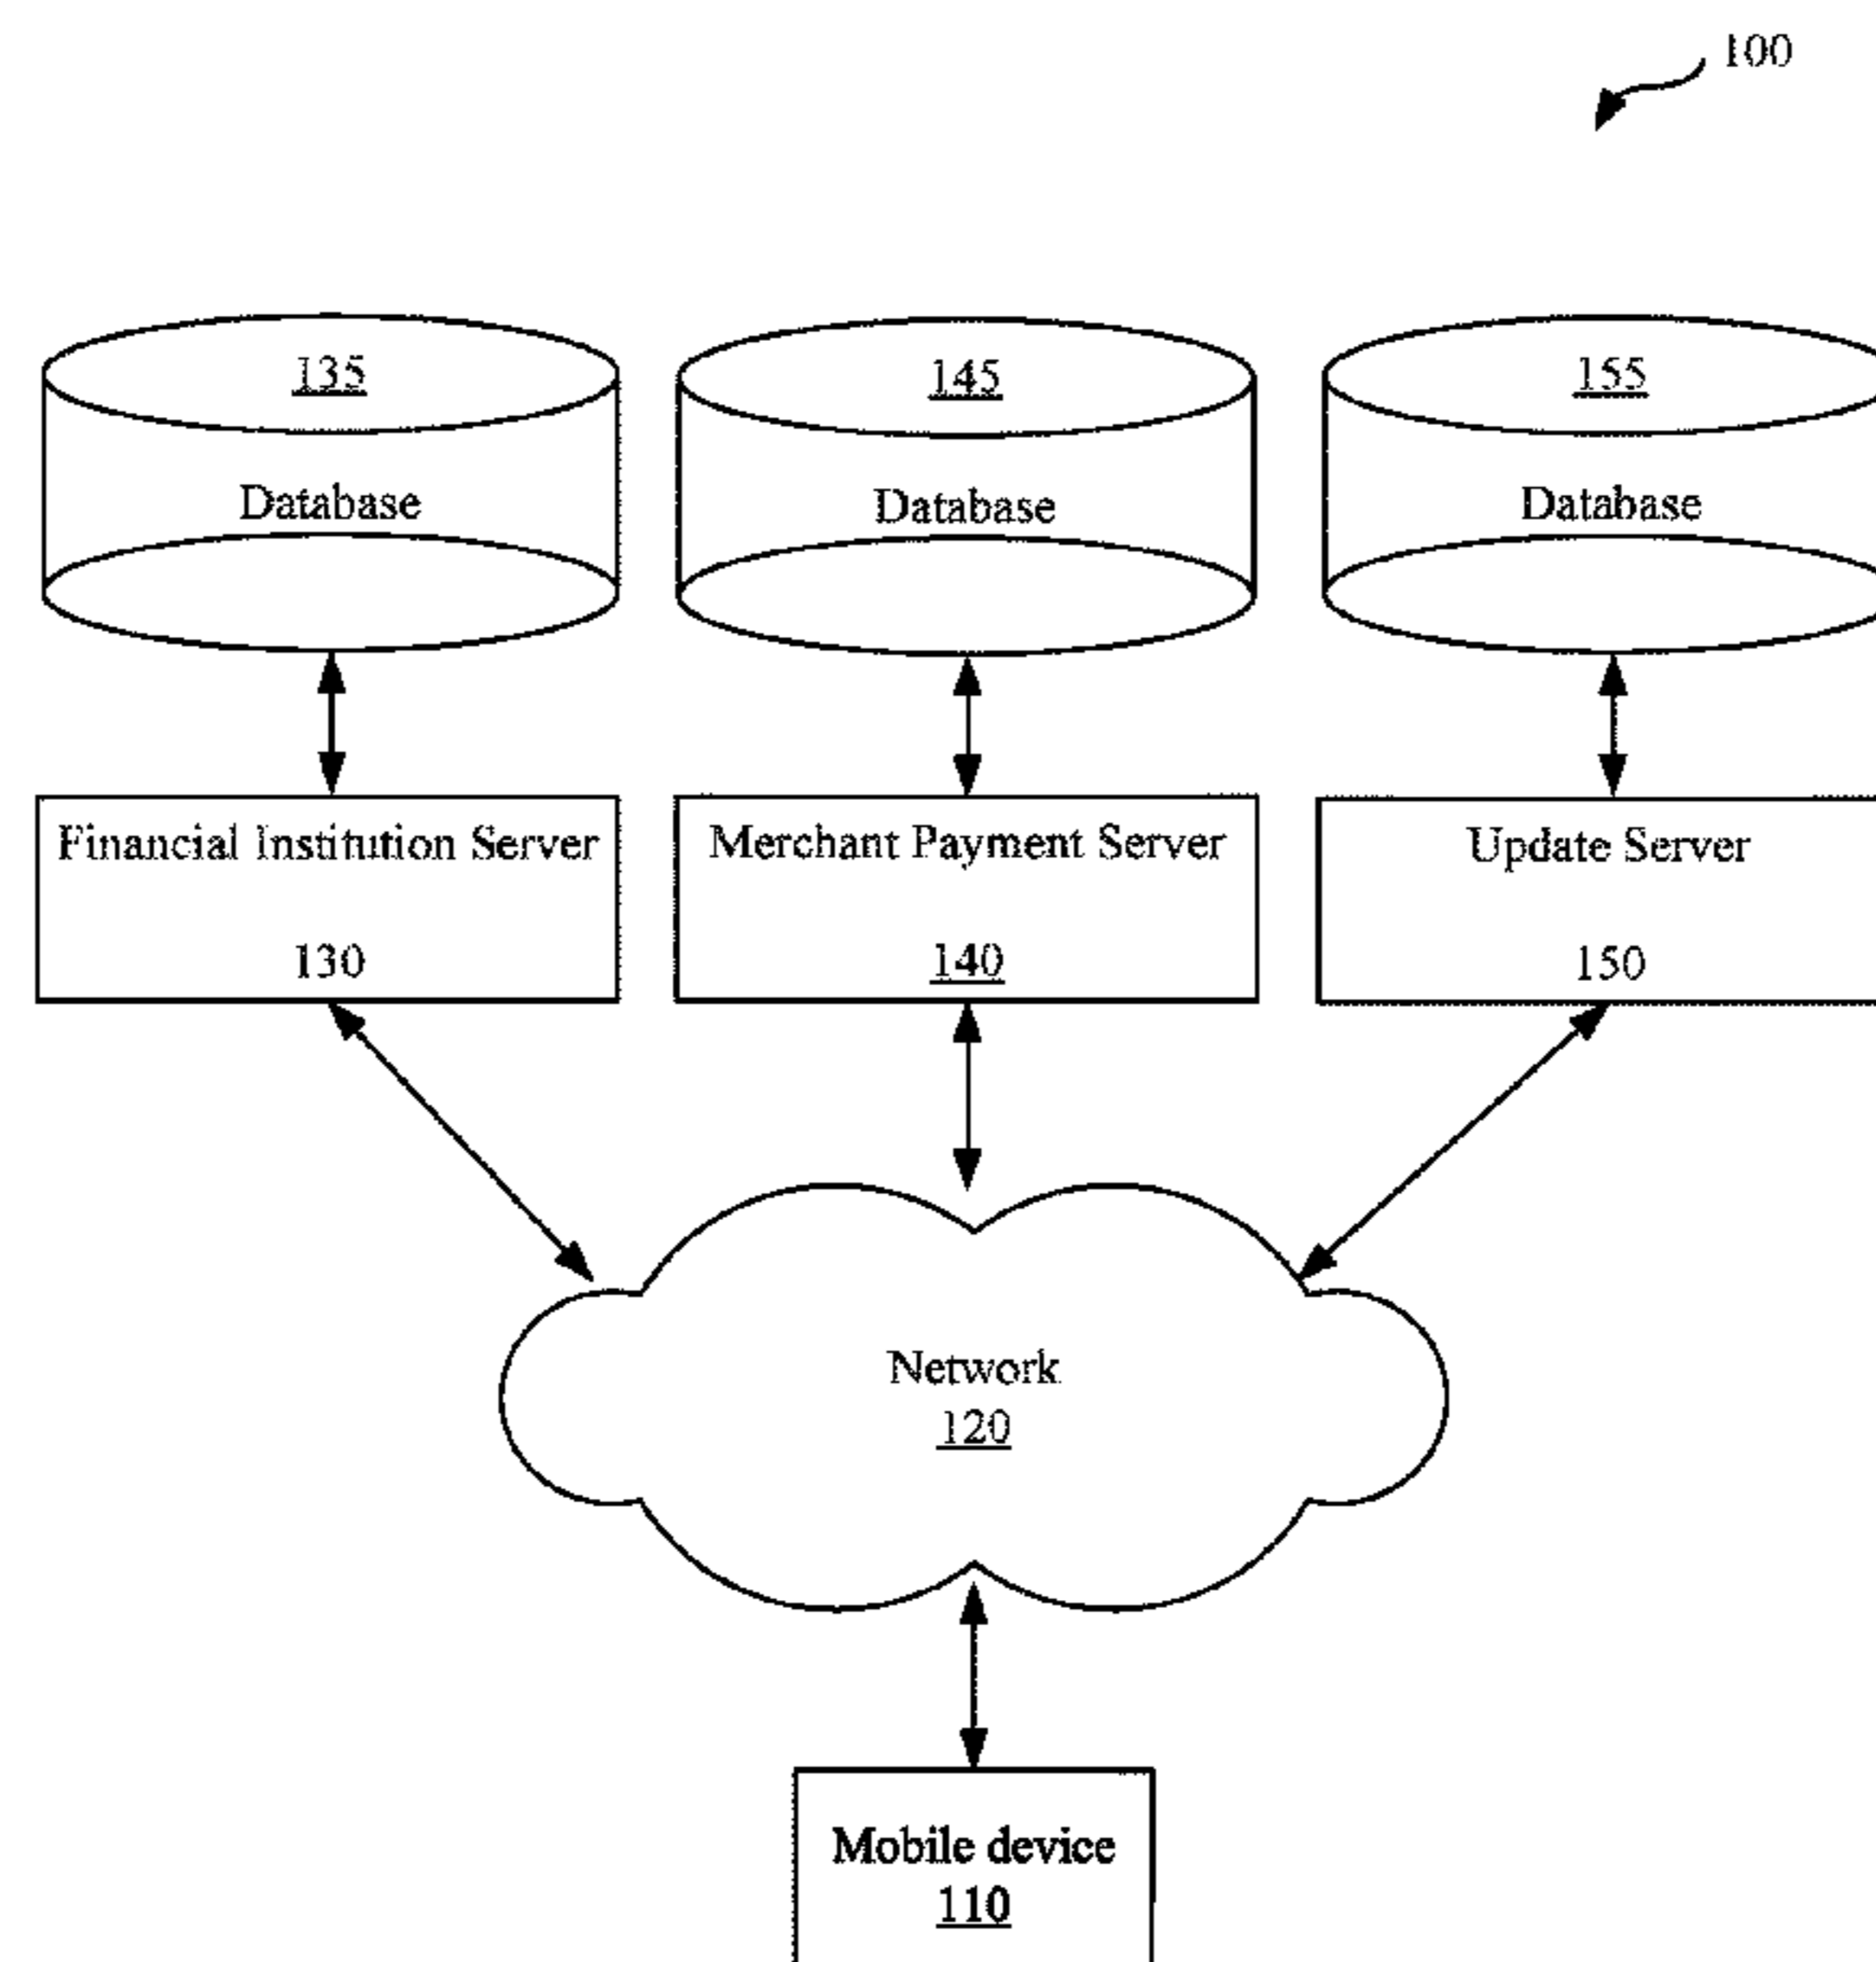 100
135
145
155
Database
Database
Database
Financial Institution Server
Merchant Payment Server
Update Server
130
140
150
Network
120
Mobile device
110